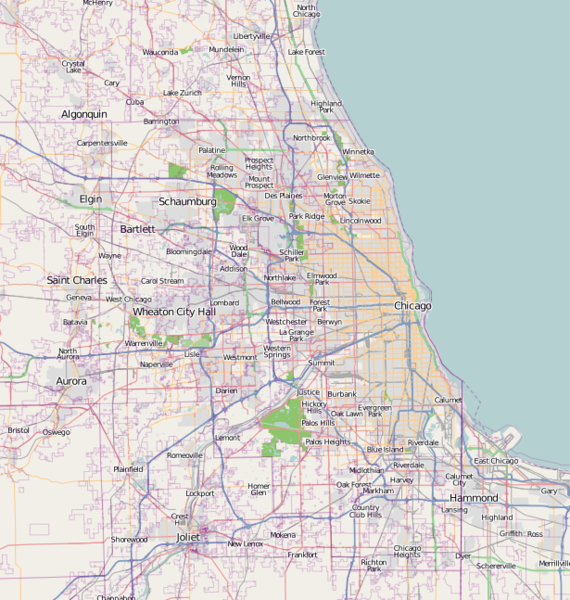 McHenry
North
Chicago
Libertyville
Mundelein
Wauconda
Lake Forest
Crystal
Lake
Vernon
Hills
Cary
Lake Zurich
Cuba
Highland
Park
Algonquin
Barrington
Northbrook
Carpentersville
Palatine
Winnetka
Prospect
Heights
Rolling
Meadows
Glenview
Wilmette
Mount
Prospect
Elgin
Schaumburg
Des Plaines
Morton
Grove
Skokie
Elk Grove
Park Ridge
Lincolnwood
South
Elgin
Bartlett
Wayne
Bloomingdale
Wood
Dale
Schiller
Park
Addison
Saint Charles
Carol Stream
Northlake
Elmwood
Park
Geneva
West Chicago
Lombard
Bellwood
Forest
Park
Chicago
Wheaton City Hall
Batavia
Westchester
Berwyn
La Grange
Park
Warrenville
North
Aurora
Lisle
Westmont
Western
Springs
Naperville
Summit
Aurora
Darien
Justice
Burbank
Calumet
Hickory
Hills
Evergreen
Park
Oak Lawn
Palos Hills
Bristol
Oswego
Lemont
Palos Heights
Riverdale
Blue Island
Romeoville
East Chicago
Plainfield
Midlothian
Riverdale
Harvey
Calumet
City
Homer
Glen
Oak Forest
Markham
Lockport
Hammond
Gary
Country
Club Hills
Lansing
Crest
Hill
Highland
Joliet
Mokena
Griffith
Ross
Shorewood
New Lenox
Frankfort
Chicago
Heights
Dyer
Richton
Park
Schererville
Merrillville
Channahon